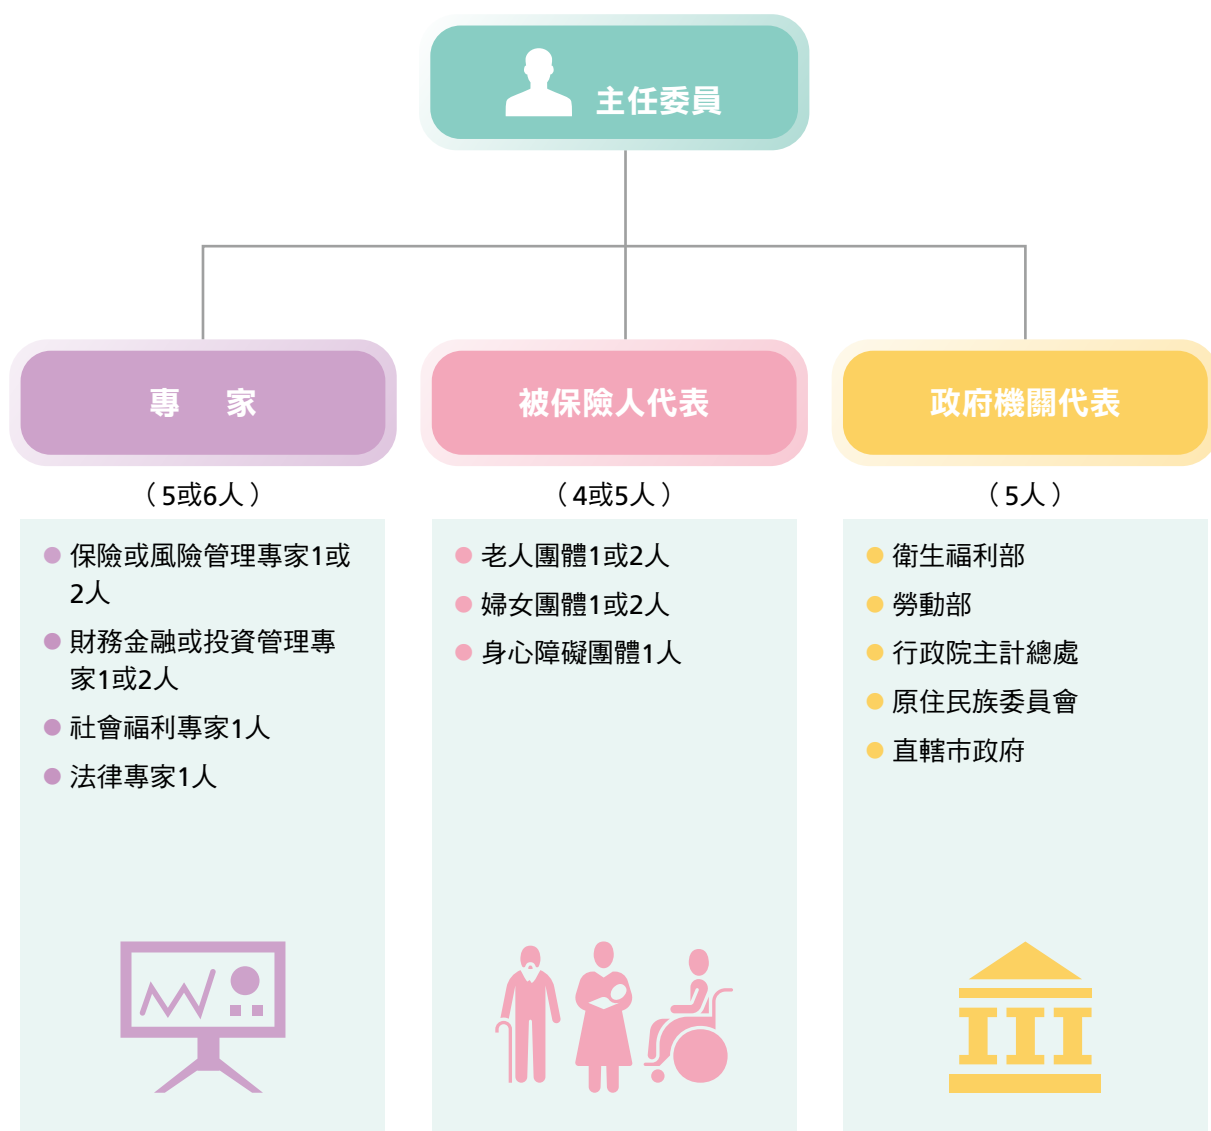 主任委員
專 家
（5或6人）
保險或風險管理專家1或
2人
財務金融或投資管理專
家1或2人
社會福利專家1人
法律專家1人
被保險人代表
（4或5人）
老人團體1或2人
婦女團體1或2人
身心障礙團體1人
政府機關代表
（5人）
衛生福利部
勞動部
行政院主計總處
原住民族委員會
直轄市政府